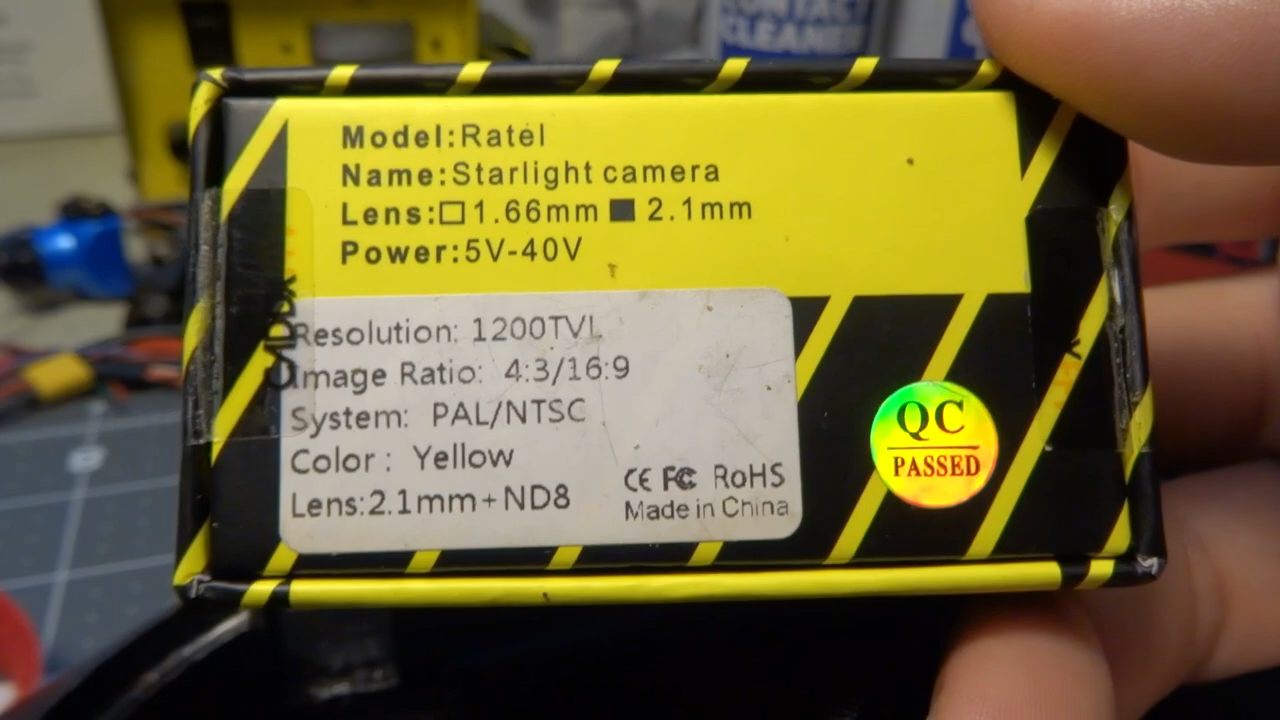 CONTACT
CLEANER
Model:Ratel
Name:Starlight camera
Lens:□1.66mm ■ 2.1mm
Power:5V-40V
Resolution: 1200TVL
Image Ratio: 4:3/16:9
System: PAL/NTSC
Color : Yellow
Lens:2.1mm+ND8
CE FC RoHS
Made in China
QC
PASSED